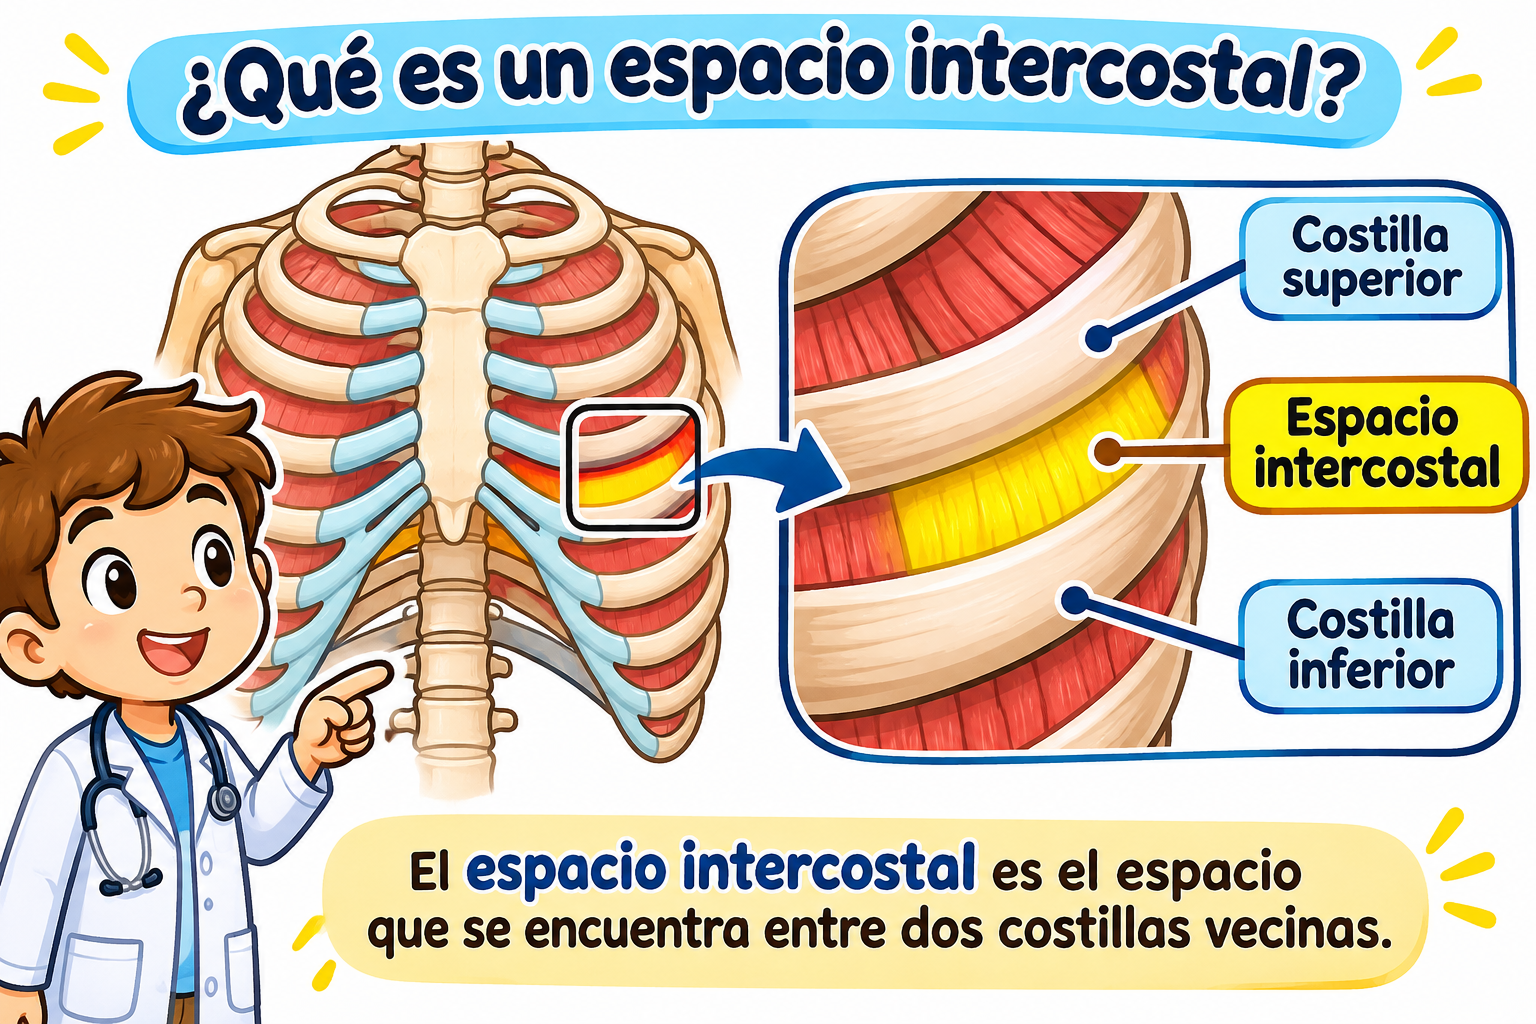 ¿Qué es un espacio intercostal?
Costilla
superior
Espacio
intercostal
Costilla
inferior
El espacio intercostal es el espacio
que se encuentra entre dos costillas vecinas.